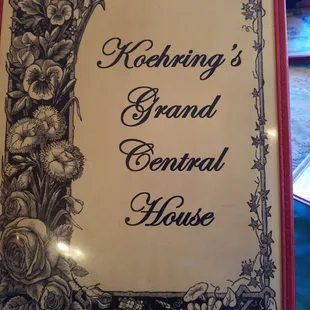 Koehring's
Grand
Central
House